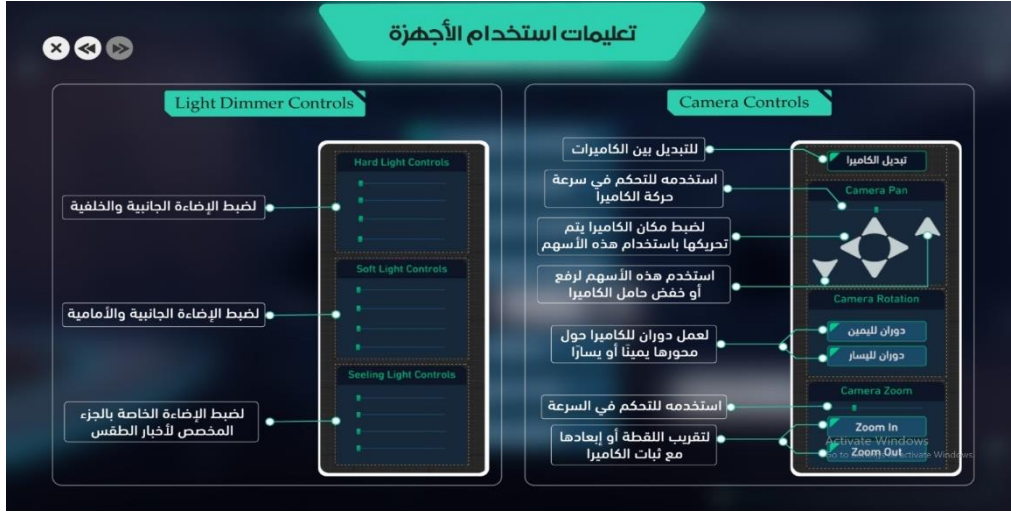 تعليمات استخدام الأجهزة
Camera Controls
للتبديل بين الكاميرات
تبديل الكاميرا
استخدمه للتحكم في سرعة
حركة الكاميرا
Camera Pan
لضبط مكان الكاميرا يتم
تحريكها باستخدام هذه الأسهم
استخدم هذه الأسهم لرفع
أو خفض حامل الكاميرا
Camera Rotation
لعمل دوران للكاميرا حول
محورها يمينًا أو يسارًا
دوران لليمين
دوران لليسار
Camera Zoom
استخدمه للتحكم في السرعة
لتقريب اللقطة أو إبعادها
مع ثبات الكاميرا
Zoom In
Zoom Out
Activate Windows
Light Dimmer Controls
Hard Light Controls
لضبط الإضاءة الجانبية والخلفية
Soft Light Controls
لضبط الإضاءة الجانبية والأمامية
Seeling Light Controls
لضبط الإضاءة الخاصة بالجزء
المخصص لأخبار الطقس